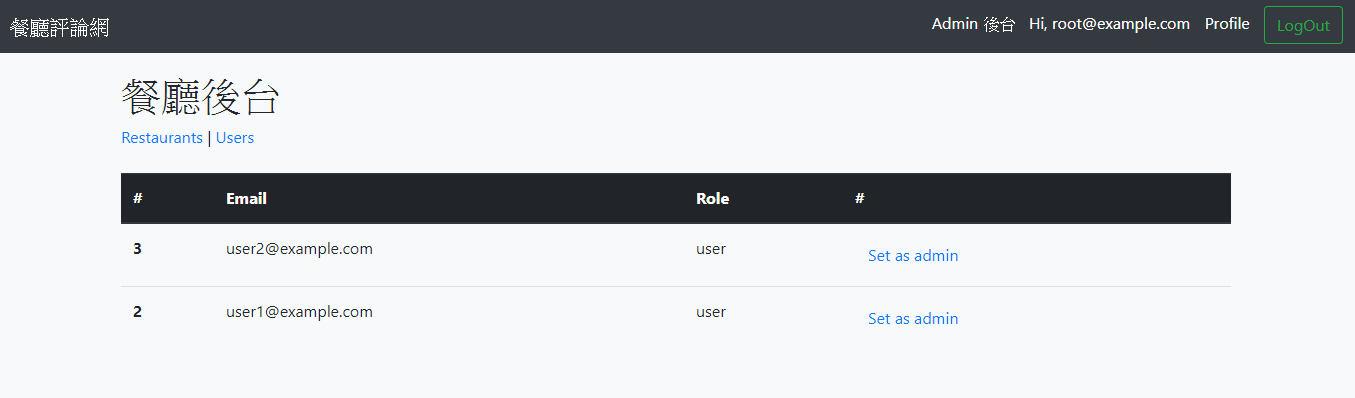 餐廳評論網 Admin 後台 Hi, root@example.com Profile LogOut
餐廳後台
Restaurants | Users
# Email Role #
3 user2@example.com user Set as admin
2 user1@example.com user Set as admin